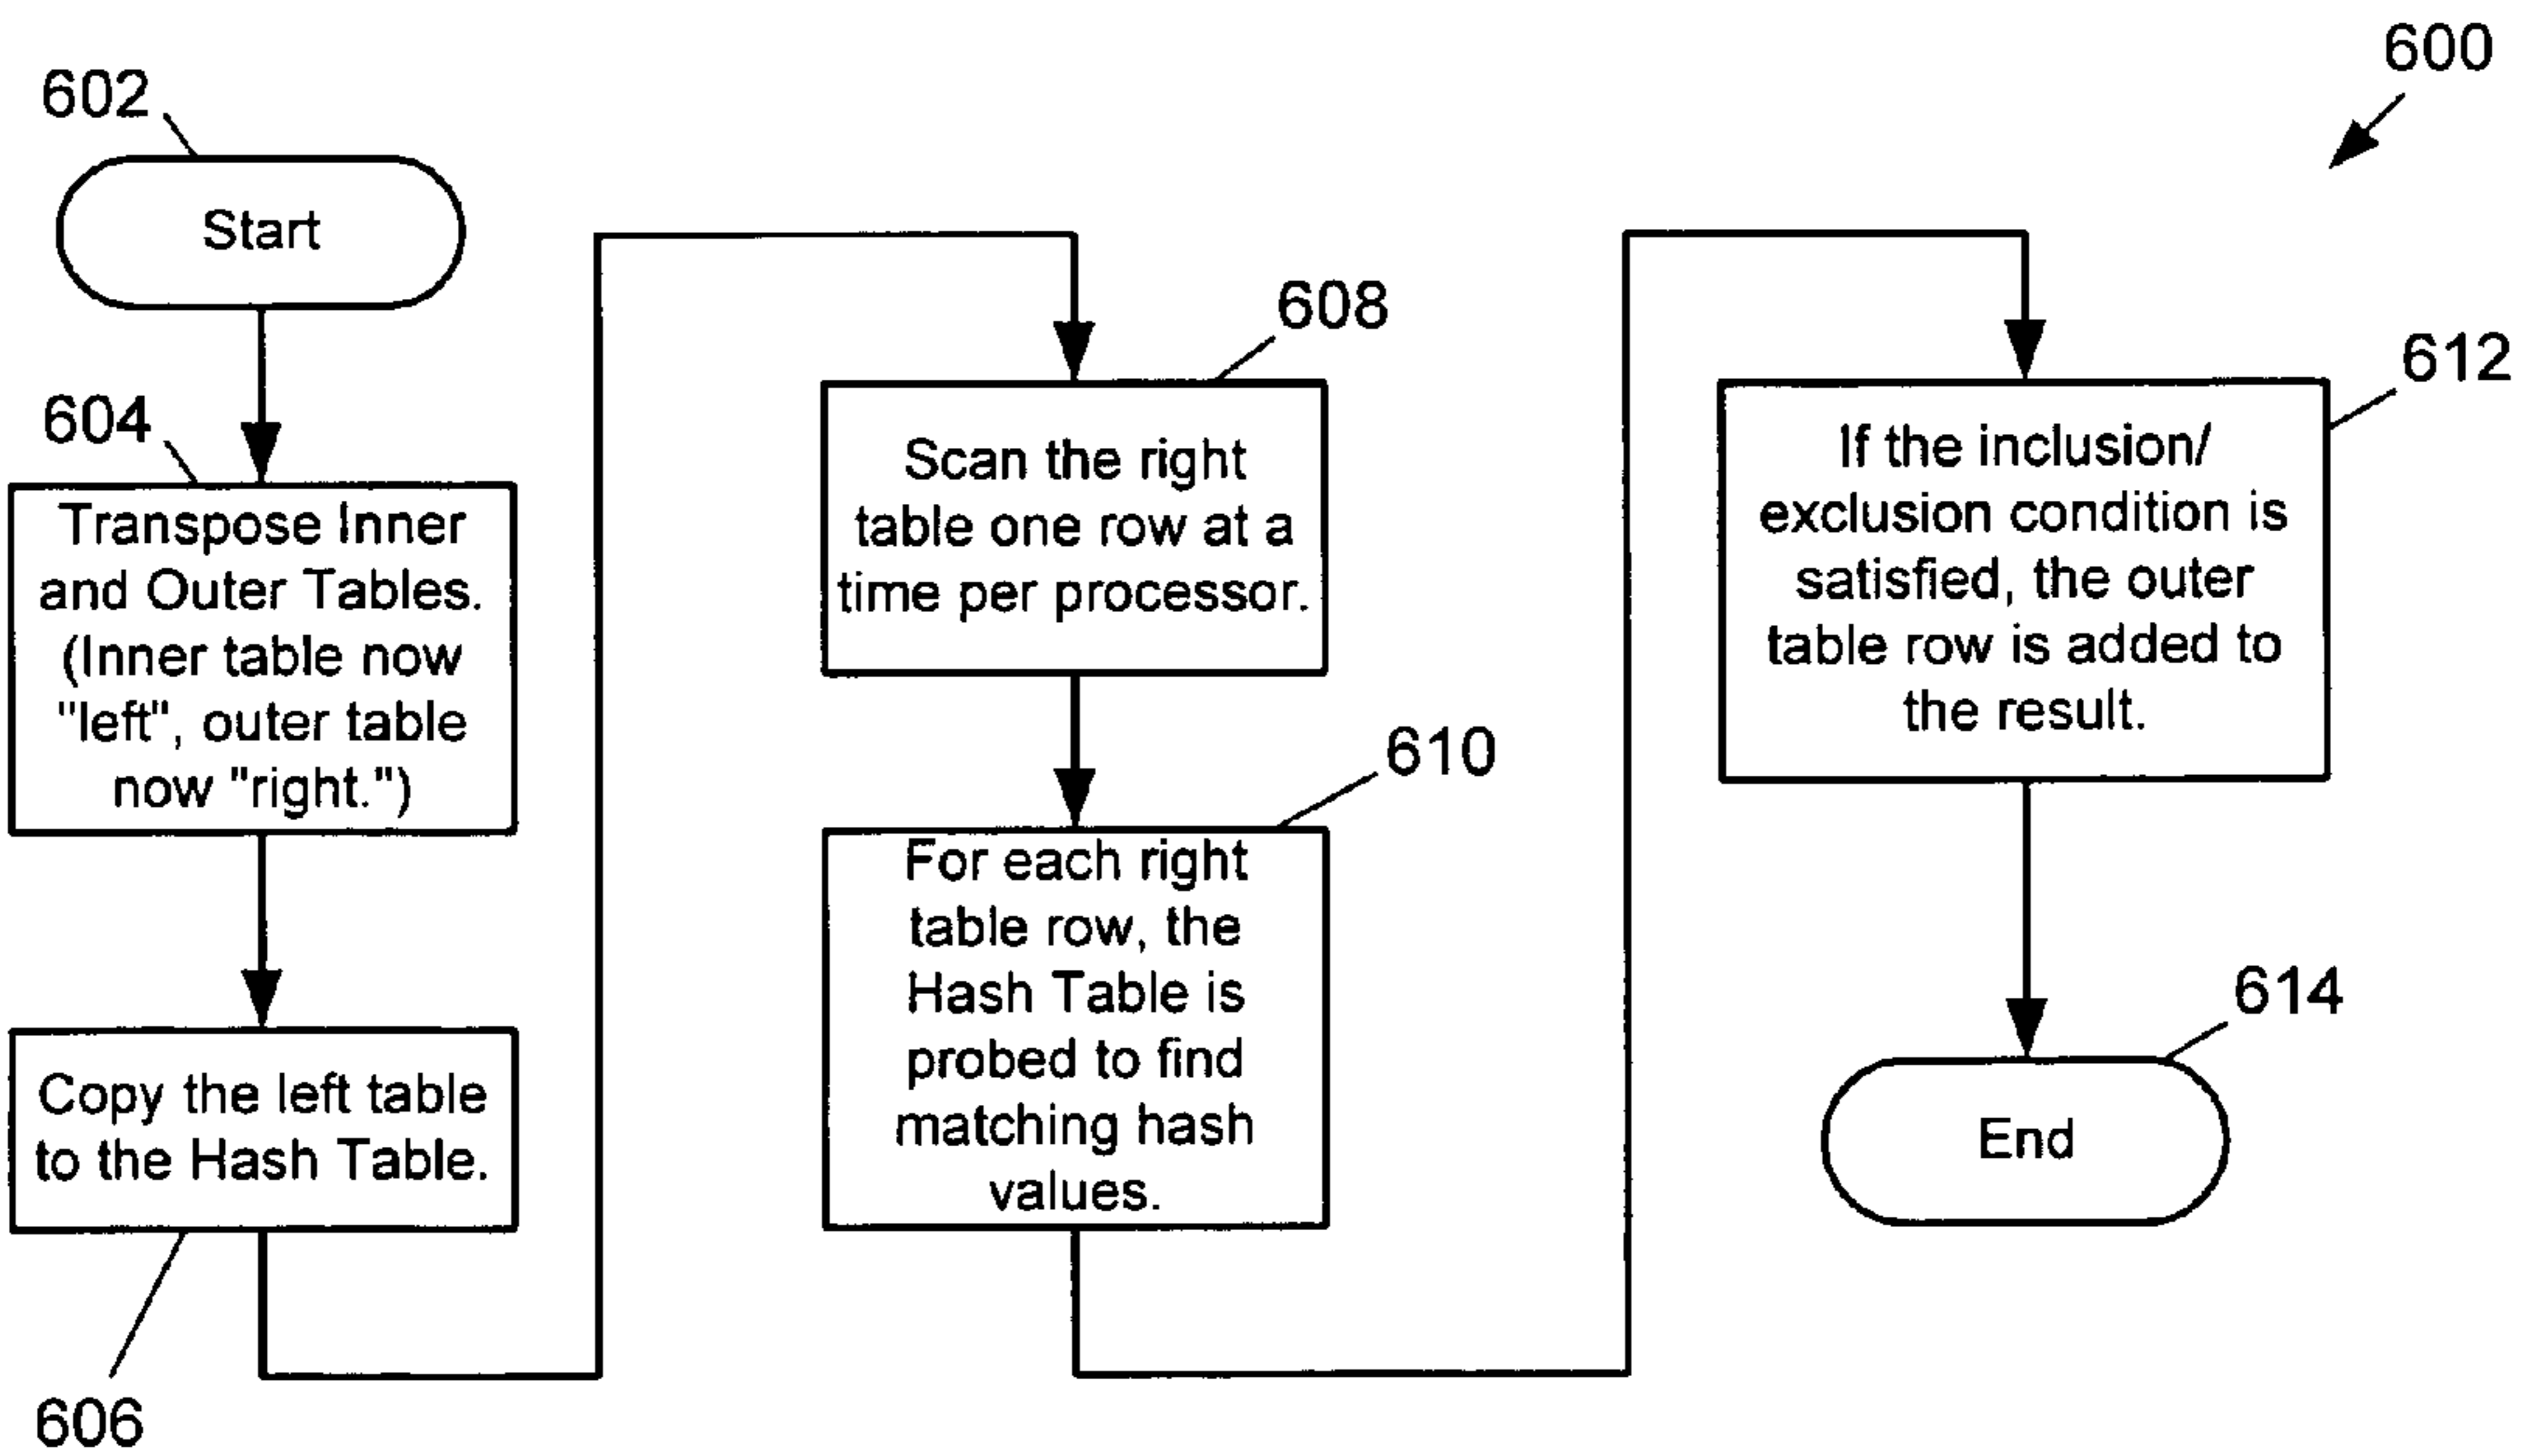 600
602
Start
604
Transpose Inner
and Outer Tables.
(Inner table now
"left", outer table
now "right.")
Copy the left table
to the Hash Table.
606
608
Scan the right
table one row at a
time per processor.
610
For each right
table row, the
Hash Table is
probed to find
matching hash
values.
612
If the inclusion/
exclusion condition is
satisfied, the outer
table row is added to
the result.
614
End